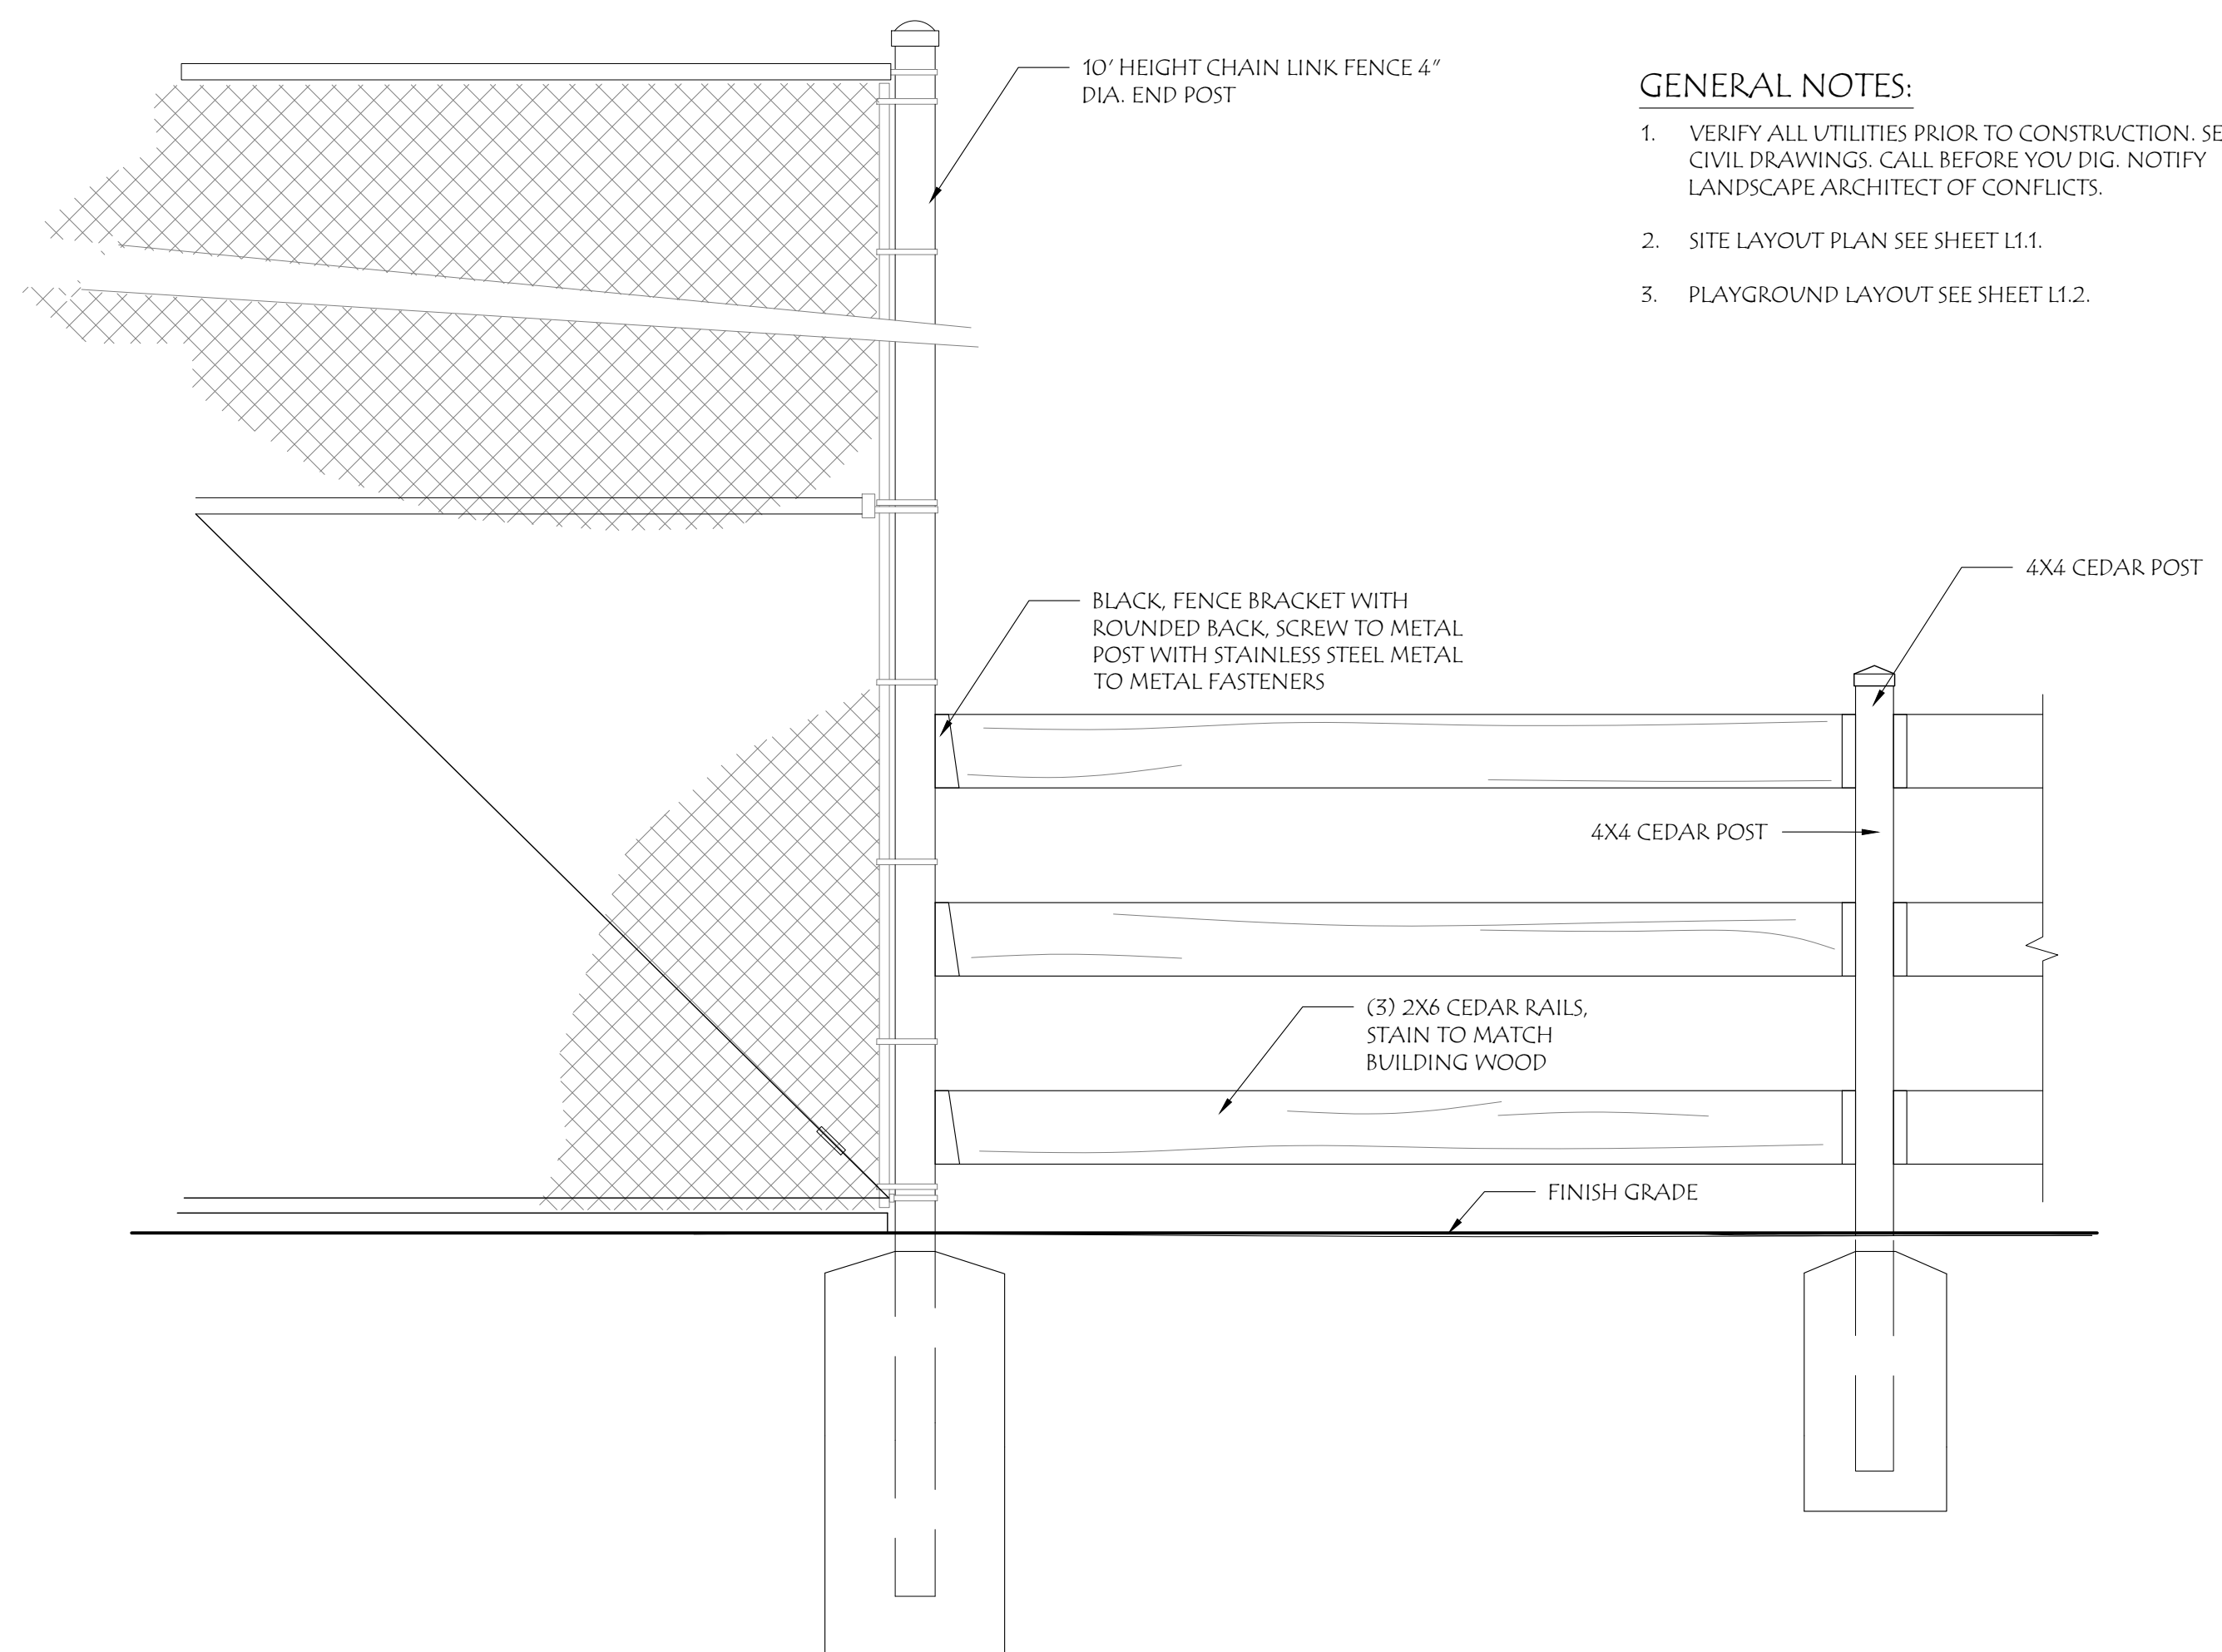 10' HEIGHT CHAIN LINK FENCE 4"
DIA. END POST
GENERAL NOTES:
1. VERIFY ALL UTILITIES PRIOR TO CONSTRUCTION. SE
CIVIL DRAWINGS. CALL BEFORE YOU DIG. NOTIFY
LANDSCAPE ARCHITECT OF CONFLICTS.
2. SITE LAYOUT PLAN SEE SHEET L1.1.
3. PLAYGROUND LAYOUT SEE SHEET L1.2.
4X4 CEDAR POST
BLACK, FENCE BRACKET WITH
ROUNDED BACK, SCREW TO METAL
POST WITH STAINLESS STEEL METAL
TO METAL FASTENERS
4X4 CEDAR POST
(3) 2X6 CEDAR RAILS,
STAIN TO MATCH
BUILDING WOOD
FINISH GRADE